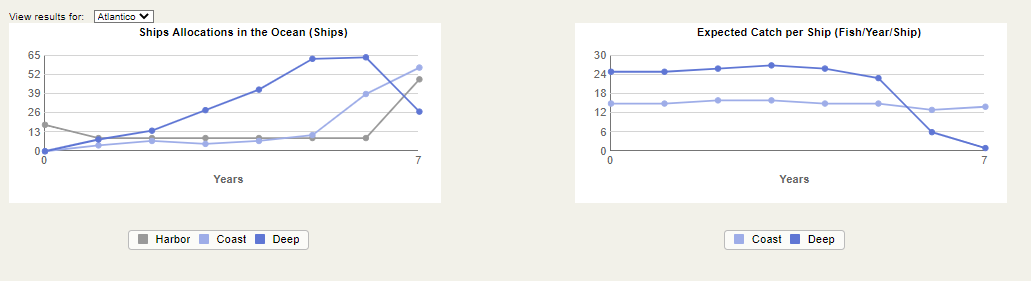 View results for: Atlantico
Ships Allocations in the Ocean (Ships)
65
52
39
26
13
0
0 7
Years
Harbor Coast Deep
Expected Catch per Ship (Fish/Year/Ship)
30
24
18
12
6
0
0 7
Years
Coast Deep